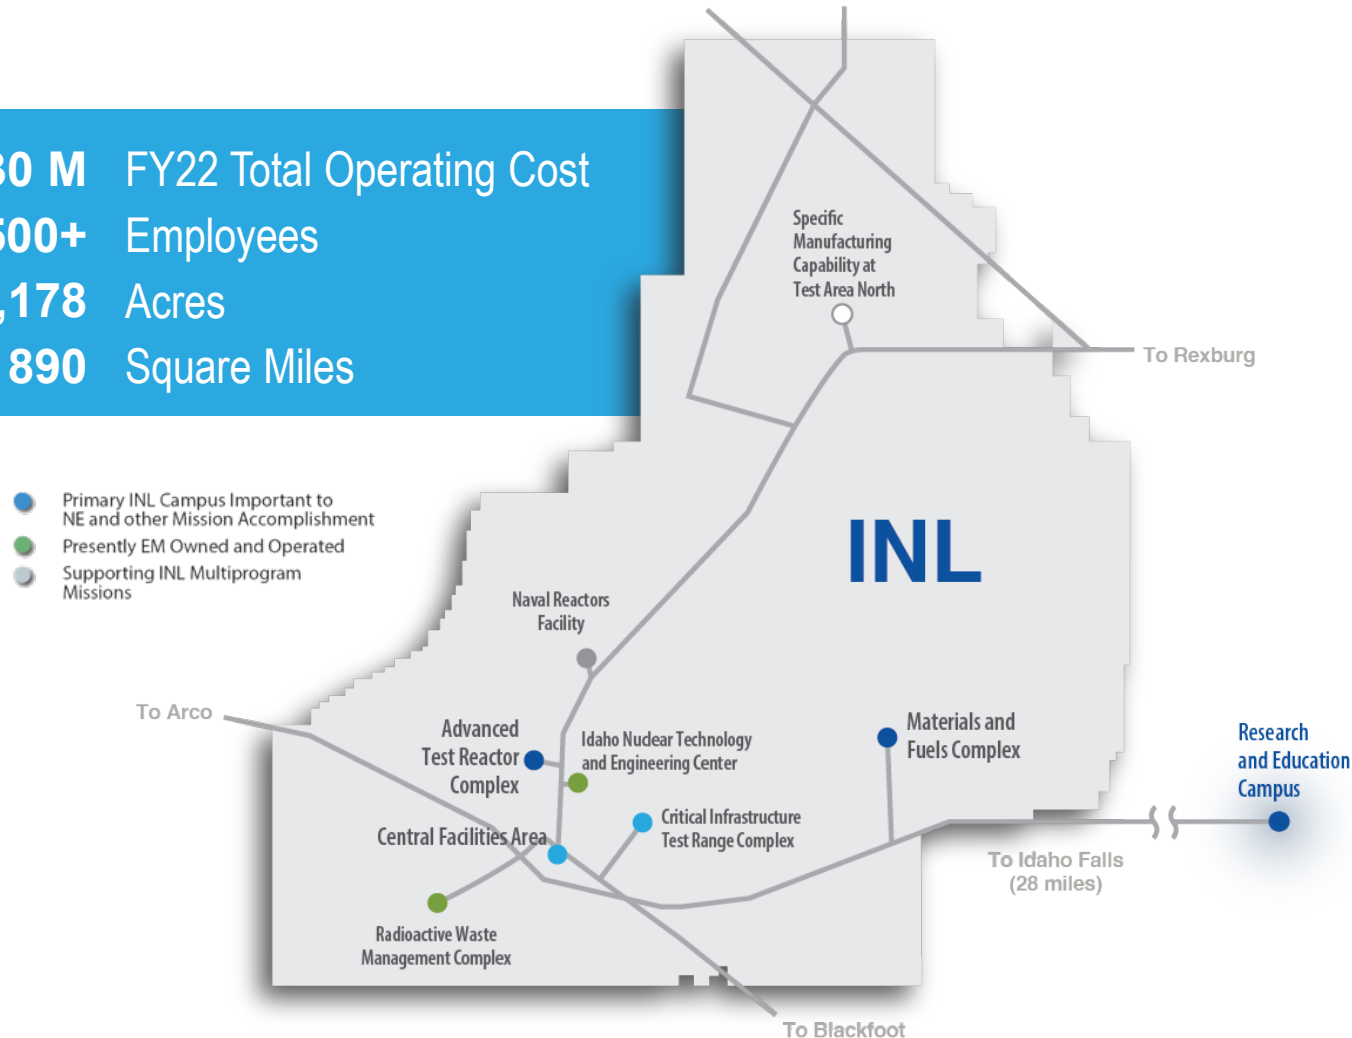 30 M FY22 Total Operating Cost
500+ Employees
,178 Acres
890 Square Miles
Specific
Manufacturing
Capability at
Test Area North
To Rexburg
Primary INL Campus Important to
NE and other Mission Accomplishment
Presently EM Owned and Operated
Supporting INL Multiprogram
Missions
INL
Naval Reactors
Facility
To Arco
Advanced
Test Reactor
Complex
Idaho Nuclear Technology
and Engineering Center
Materials and
Fuels Complex
Research
and Education
Campus
Central Facilities Area
Critical Infrastructure
Test Range Complex
To Idaho Falls
(28 miles)
Radioactive Waste
Management Complex
To Blackfoot